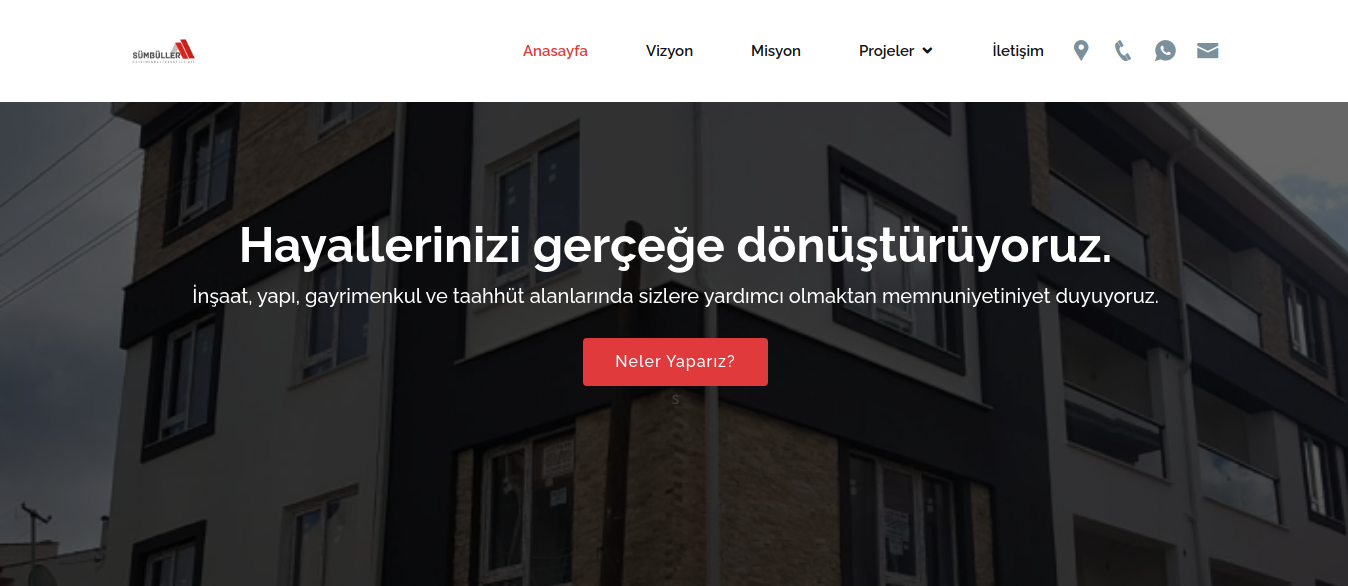 SÜMBÜLLER
Anasayfa Vizyon Misyon Projeler İletişim
Hayallerinizi gerçeğe dönüştürüyoruz.
İnşaat, yapı, gayrimenkul ve taahhüt alanlarında sizlere yardımcı olmaktan memnuniyetiniyet duyuyoruz.
Neler Yaparız?
s